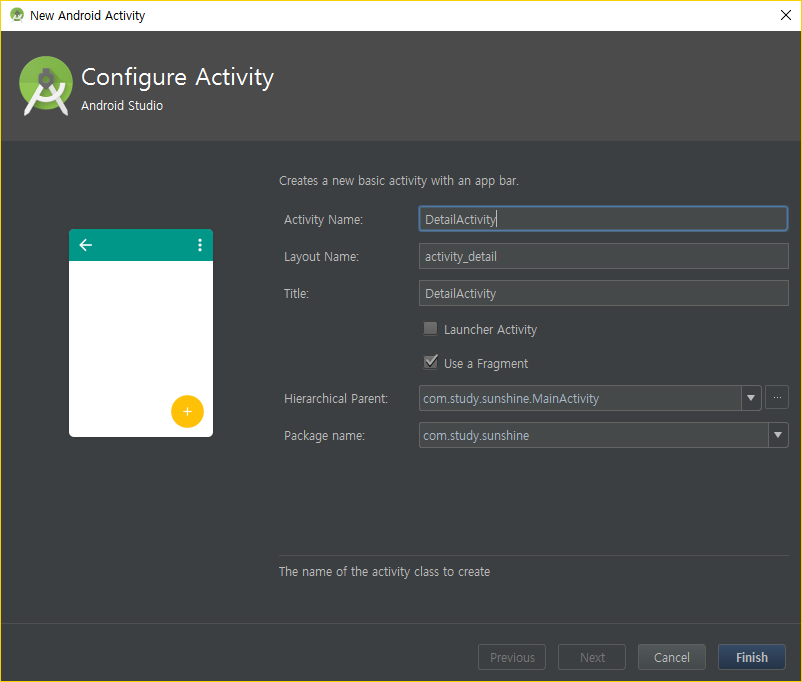 New Android Activity
Configure Activity
Android Studio
Creates a new basic activity with an app bar.
Activity Name: DetailActivity
Layout Name: activity_detail
Title: DetailActivity
Launcher Activity
Use a Fragment
Hierarchical Parent: com.study.sunshine.MainActivity ...
Package name: com.study.sunshine
The name of the activity class to create
Previous Next Cancel Finish